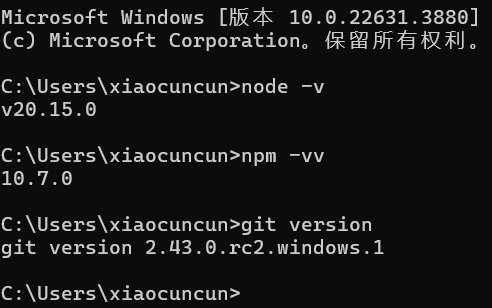 Microsoft Windows [版本 10.0.22631.3880]
(c) Microsoft Corporation。保留所有权利。
C:\Users\xiaocuncun>node -v
v20.15.0
C:\Users\xiaocuncun>npm -vv
10.7.0
C:\Users\xiaocuncun>git version
git version 2.43.0.rc2.windows.1
C:\Users\xiaocuncun>